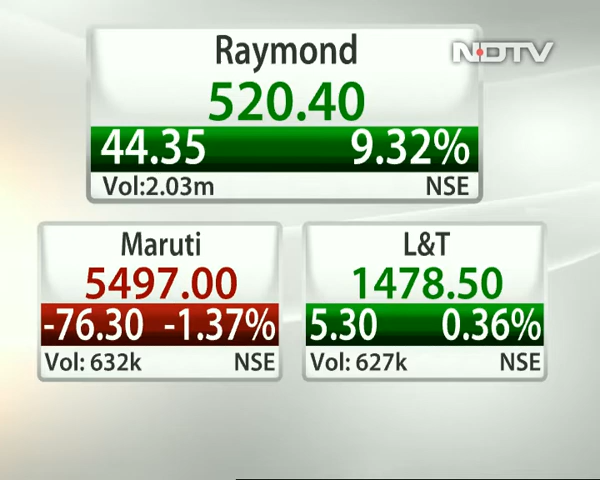 Raymond
NDTV
520.40
44.35 9.32%
Vol:2.03m NSE
Maruti
5497.00
-76.30 -1.37%
Vol: 632k NSE
L&T
1478.50
5.30 0.36%
Vol: 627k NSE